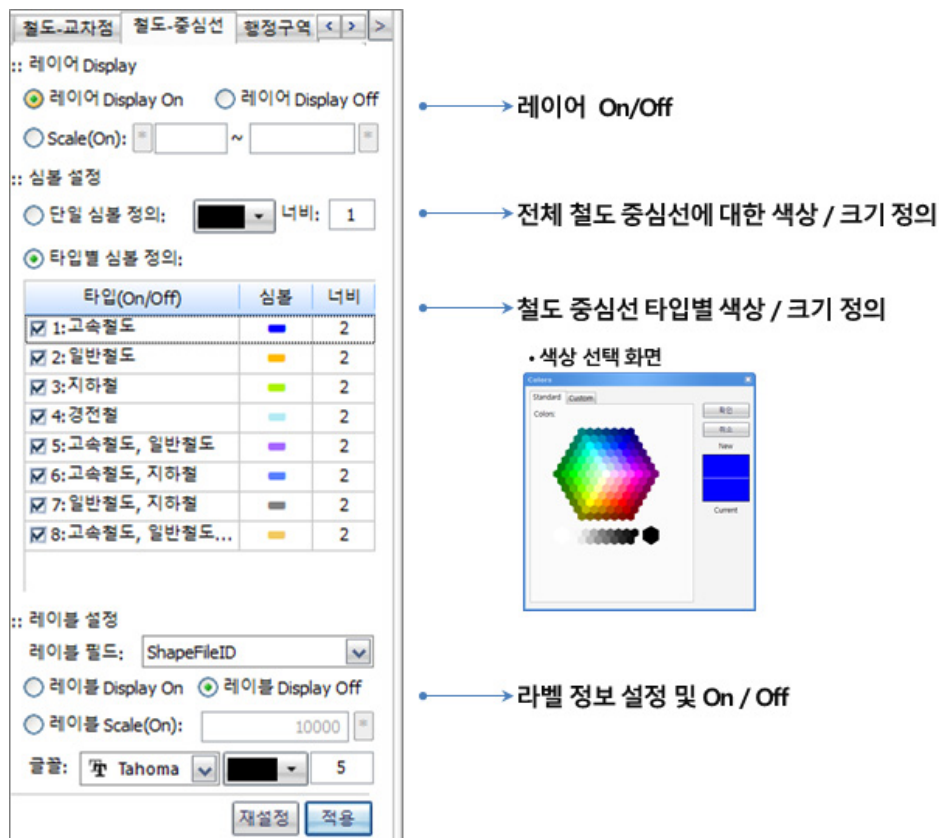 철도-교차점 철도-중심선 행정구역 < > >
:: 레이어 Display
레이어 Display On 레이어 Display Off
Scale(On): = ~ =
레이어 On/Off
:: 심볼 설정
단일 심볼 정의: 너비: 1
전체 철도 중심선에 대한 색상 / 크기 정의
타입별 심볼 정의:
타입(On/Off) 심볼 너비
철도 중심선 타입별 색상 / 크기 정의
1:고속철도 2
2:일반철도 2
3:지하철 2
4:경전철 2
5:고속철도, 일반철도 2
6:고속철도, 지하철 2
7:일반철도, 지하철 2
8:고속철도, 일반철도... 2
• 색상 선택 화면
Colors
Standard Custom
Colors:
확인
취소
New
Current
:: 레이블 설정
레이블 필드: ShapeFileID
레이블 Display On 레이블 Display Off
라벨 정보 설정 및 On / Off
레이블 Scale(On): 10000 =
글꼴: Tahoma 5
재설정 적용